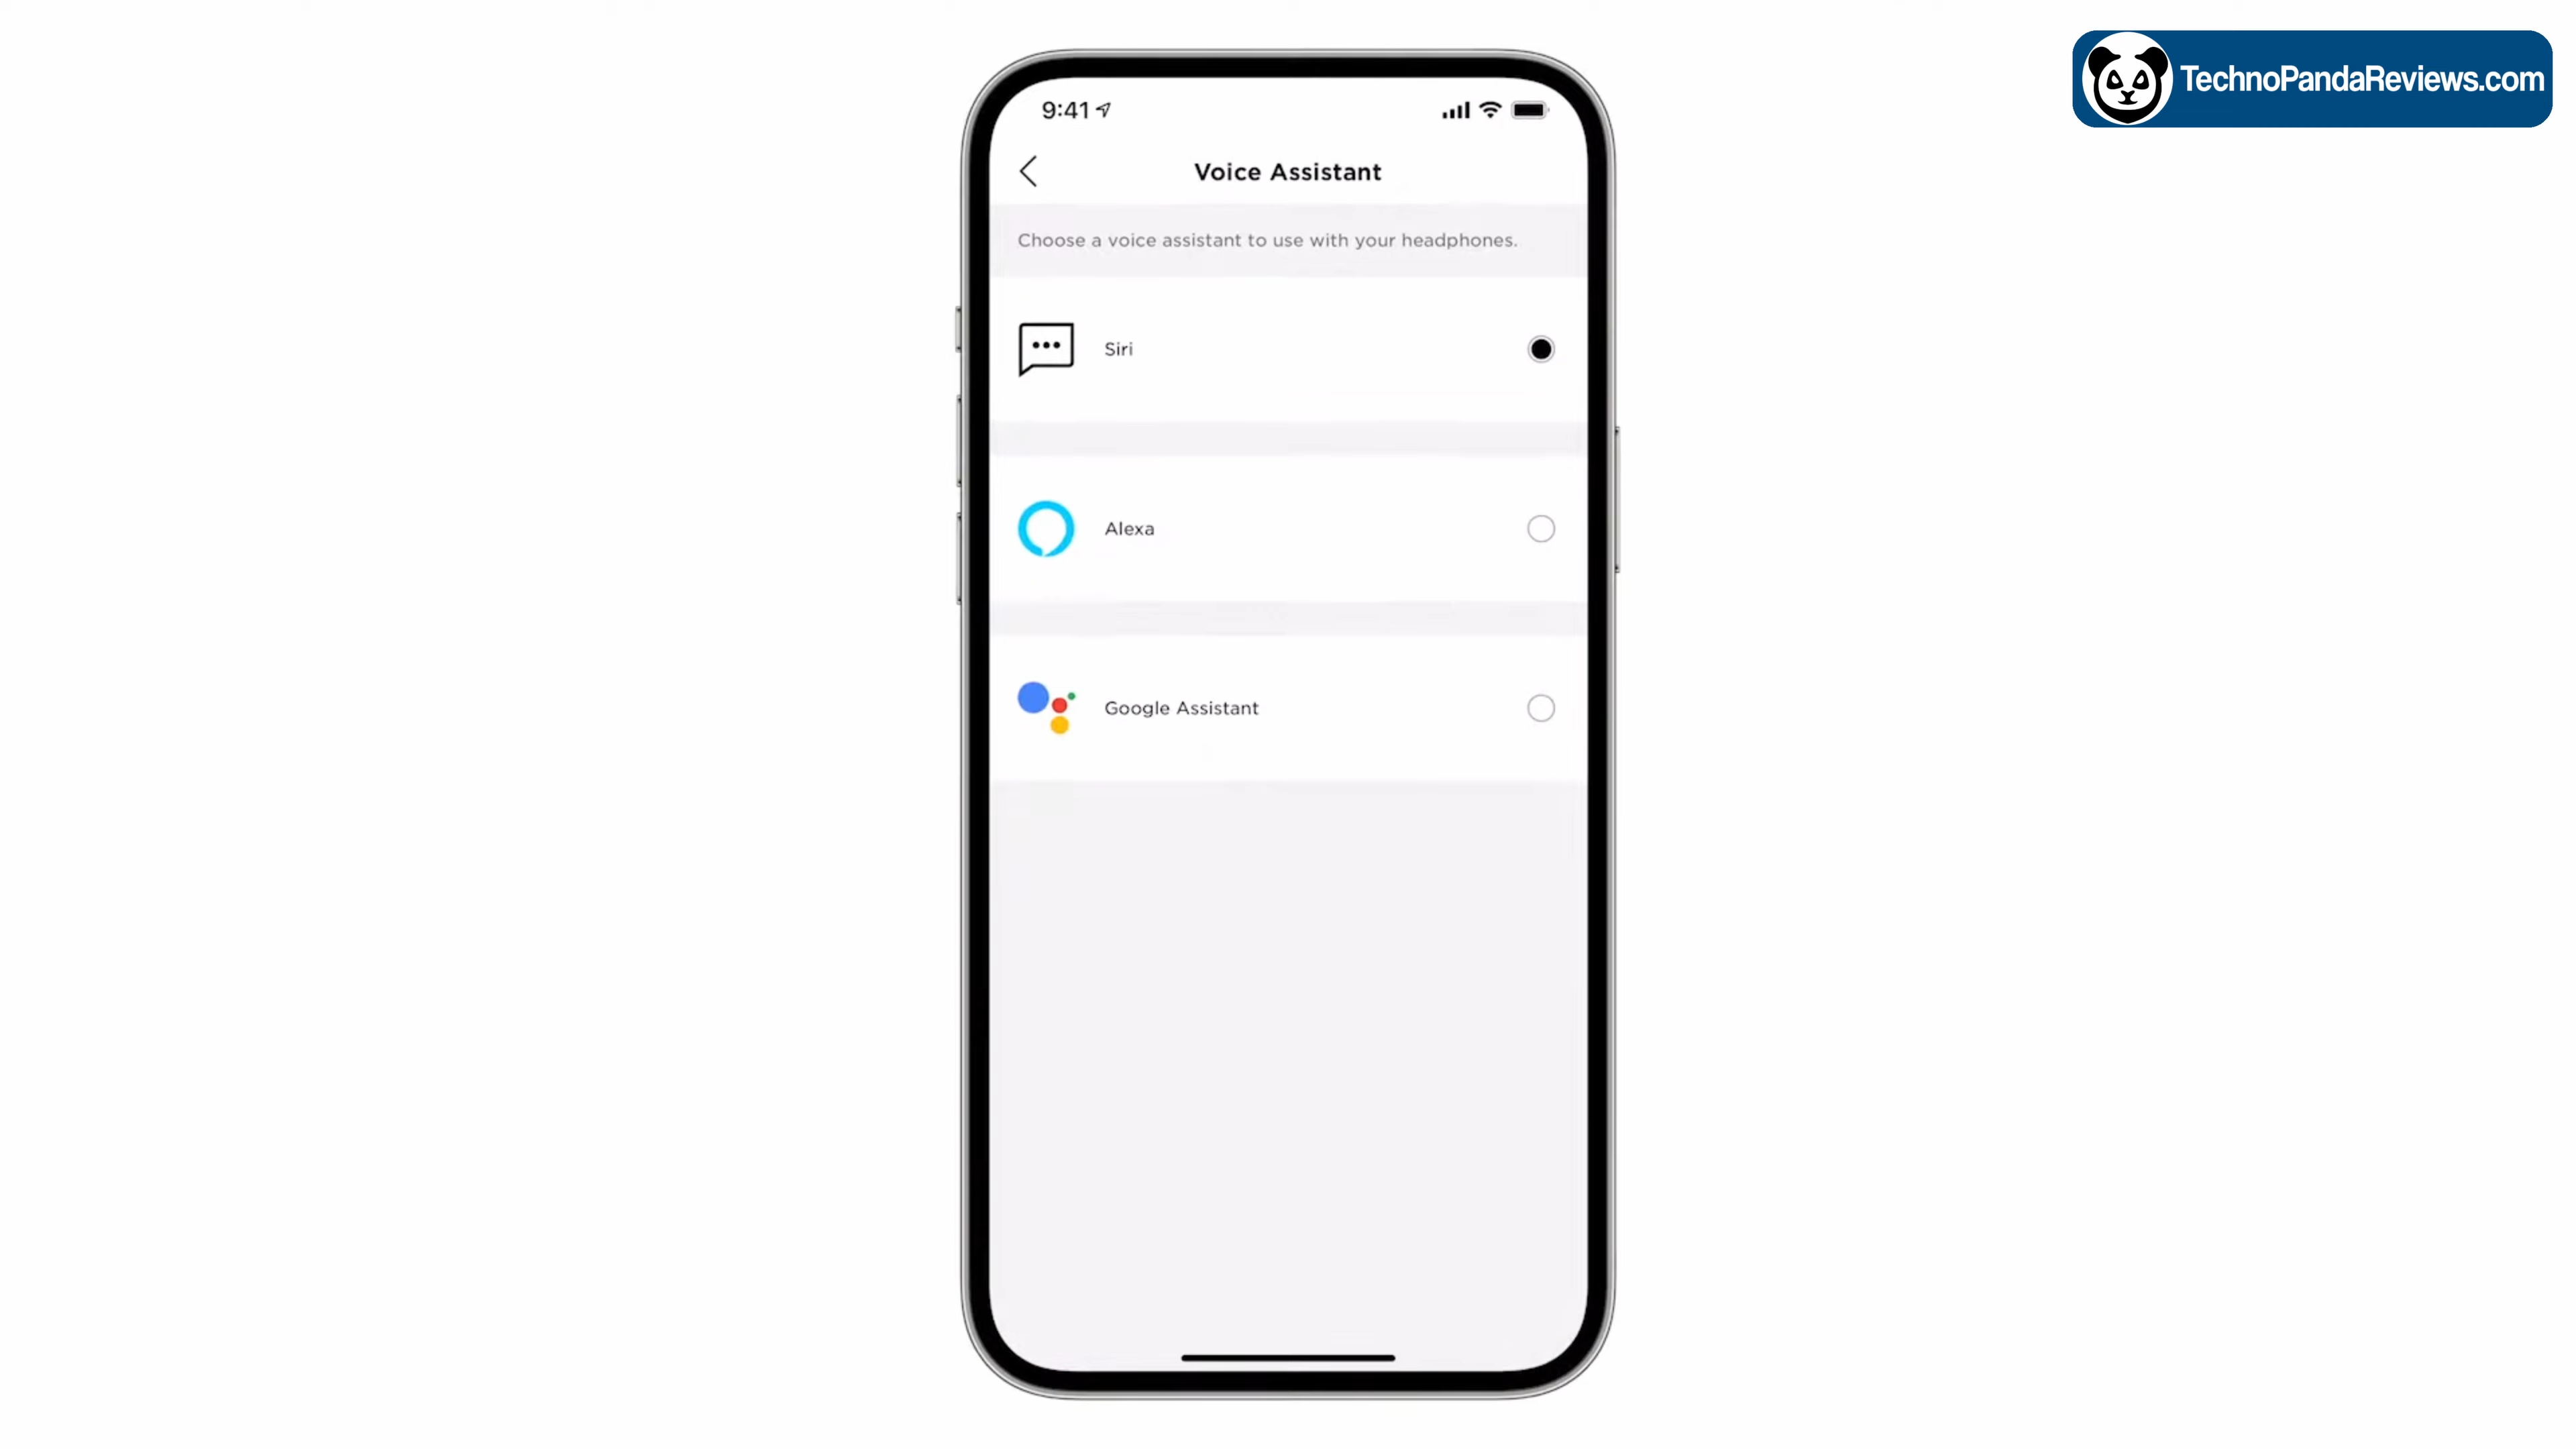 TechnoPandaReviews.com
9:41
Voice Assistant
Choose a voice assistant to use with your headphones.
Siri
Alexa
Google Assistant